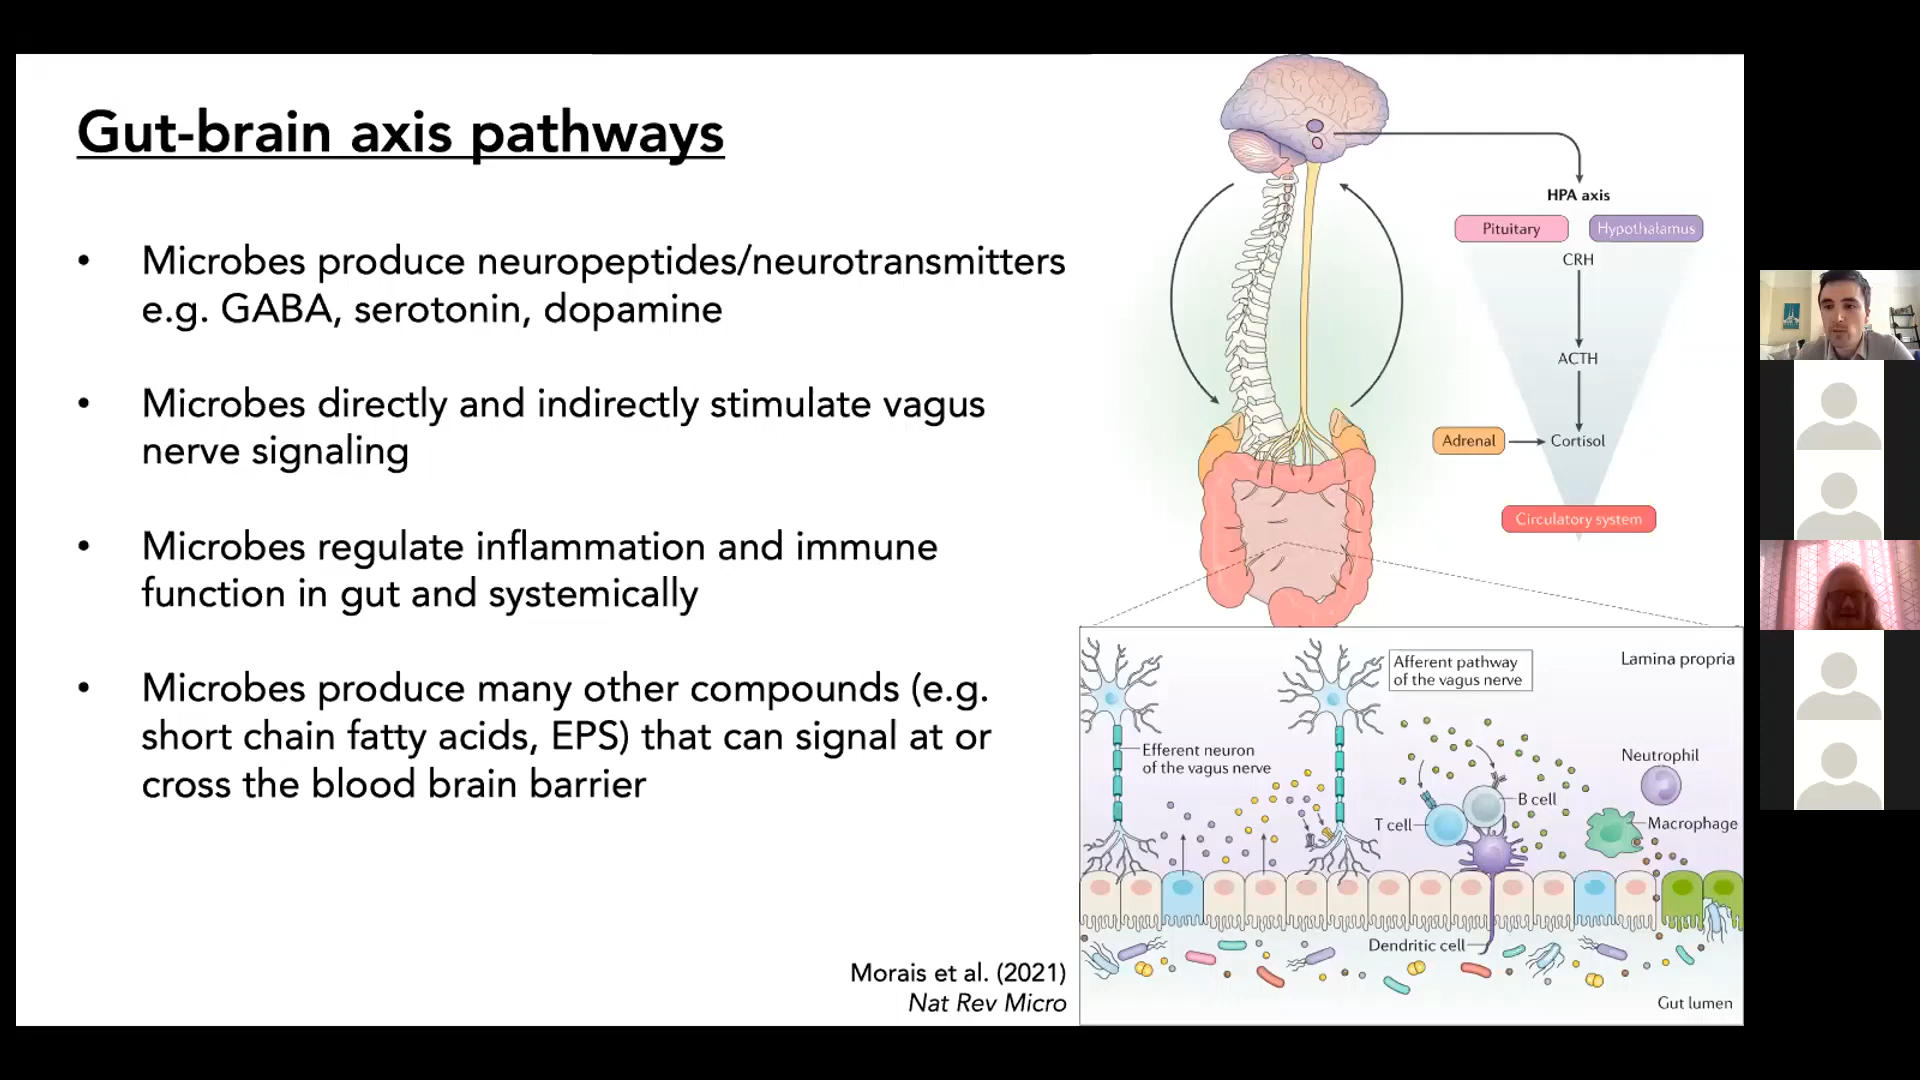 Gut-brain axis pathways
• Microbes produce neuropeptides/neurotransmitters
e.g. GABA, serotonin, dopamine
• Microbes directly and indirectly stimulate vagus
nerve signaling
• Microbes regulate inflammation and immune
function in gut and systemically
• Microbes produce many other compounds (e.g.
short chain fatty acids, EPS) that can signal at or
cross the blood brain barrier
Morais et al. (2021)
Nat Rev Micro
HPA axis
Pituitary
Hypothalamus
CRH
ACTH
Adrenal
Cortisol
Circulatory system
Afferent pathway
of the vagus nerve
Lamina propria
Efferent neuron
of the vagus nerve
Neutrophil
B cell
T cell
Macrophage
Dendritic cell
Gut lumen